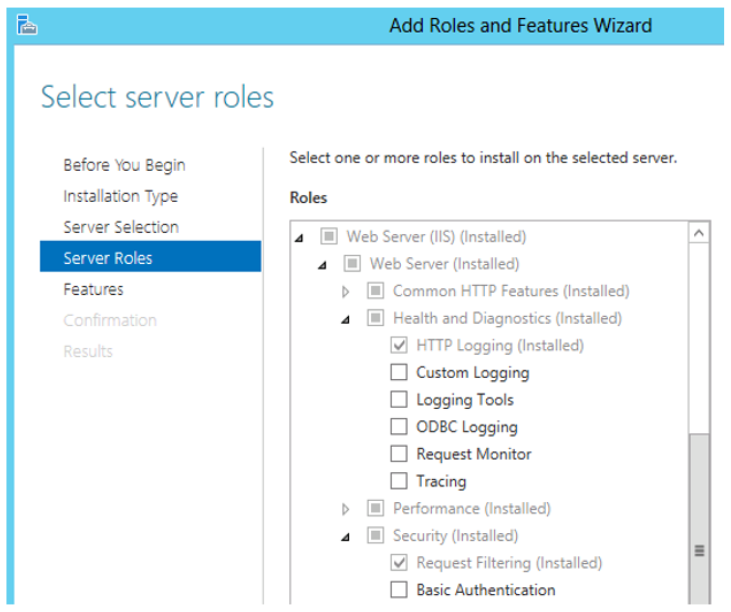 Add Roles and Features Wizard
Select server roles
Before You Begin
Installation Type
Server Selection
Server Roles
Features
Confirmation
Results
Select one or more roles to install on the selected server.
Roles
Web Server (IIS) (Installed)
Web Server (Installed)
Common HTTP Features (Installed)
Health and Diagnostics (Installed)
HTTP Logging (Installed)
Custom Logging
Logging Tools
ODBC Logging
Request Monitor
Tracing
Performance (Installed)
Security (Installed)
Request Filtering (Installed)
Basic Authentication